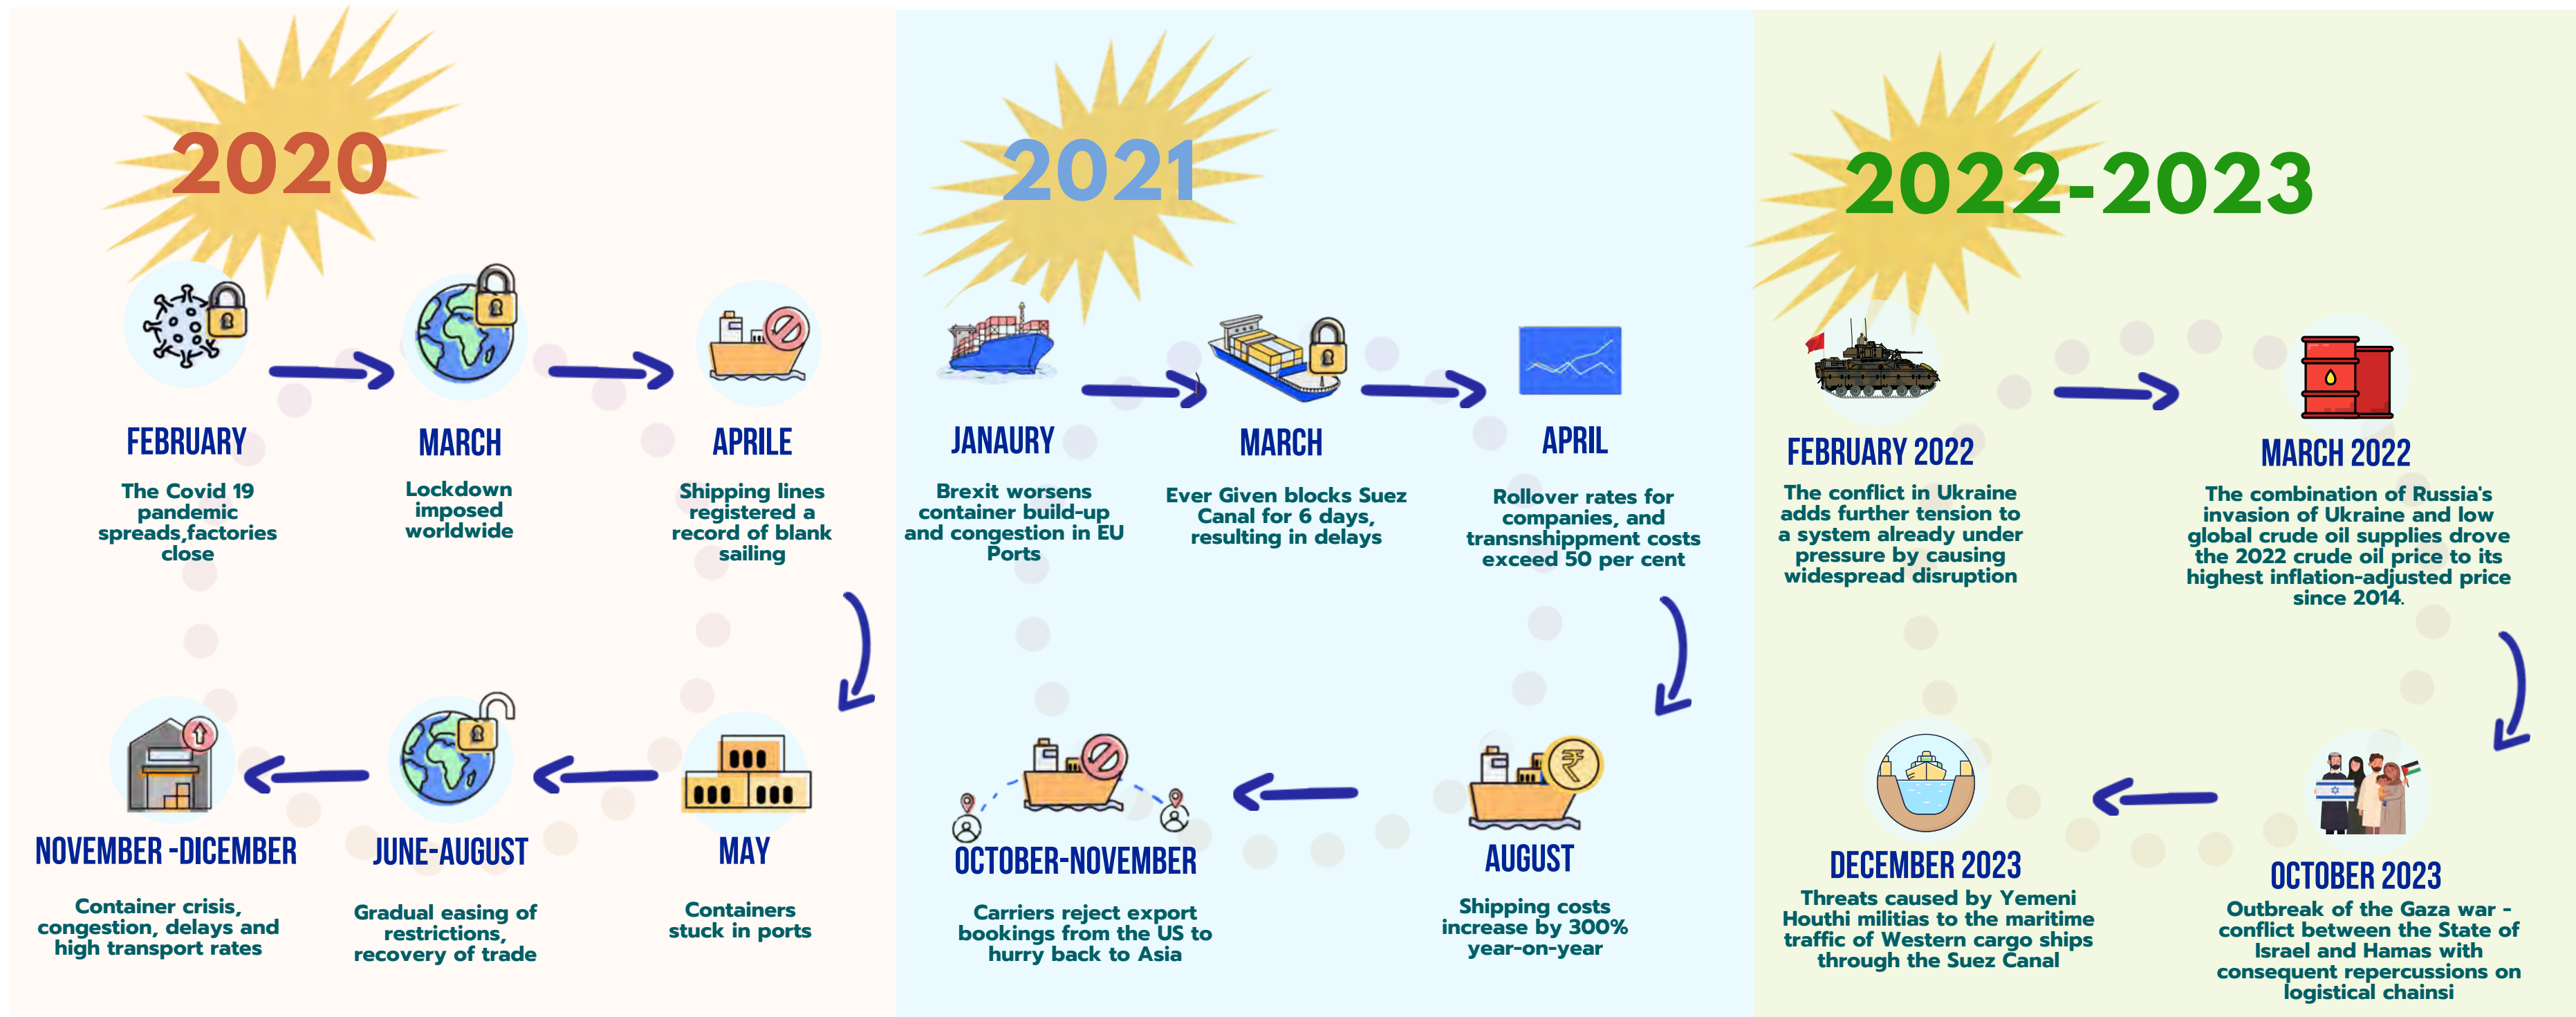 2020
FEBRUARY
The Covid 19
pandemic
spreads,factories
close
MARCH
Lockdown
imposed
worldwide
APRILE
Shipping lines
registered a
record of blank
sailing
MAY
Containers
stuck in ports
JUNE-AUGUST
Gradual easing of
restrictions,
recovery of trade
NOVEMBER -DICEMBER
Container crisis,
congestion, delays and
high transport rates
2021
JANAURY
Brexit worsens
container build-up
and congestion in EU
Ports
MARCH
Ever Given blocks Suez
Canal for 6 days,
resulting in delays
APRIL
Rollover rates for
companies, and
transnshippment costs
exceed 50 per cent
AUGUST
Shipping costs
increase by 300%
year-on-year
OCTOBER-NOVEMBER
Carriers reject export
bookings from the US to
hurry back to Asia
2022-2023
FEBRUARY 2022
The conflict in Ukraine
adds further tension to
a system already under
pressure by causing
widespread disruption
MARCH 2022
The combination of Russia's
invasion of Ukraine and low
global crude oil supplies drove
the 2022 crude oil price to its
highest inflation-adjusted price
since 2014.
OCTOBER 2023
Outbreak of the Gaza war -
conflict between the State of
Israel and Hamas with
consequent repercussions on
logistical chainsi
DECEMBER 2023
Threats caused by Yemeni
Houthi militias to the maritime
traffic of Western cargo ships
through the Suez Canal